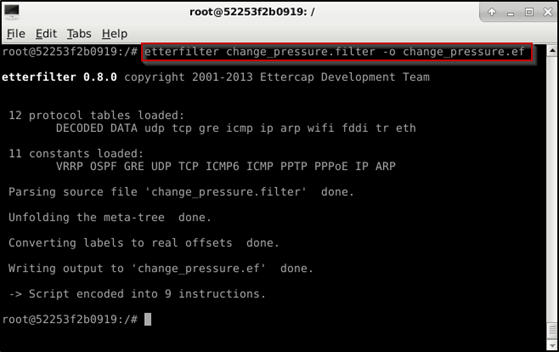 root@52253f2b0919: /
File Edit Tabs Help
root@52253f2b0919:/# etterfilter change_pressure.filter -o change_pressure.ef
etterfilter 0.8.0 copyright 2001-2013 Ettercap Development Team
12 protocol tables loaded:
DECODED DATA udp tcp gre icmp ip arp wifi fddi tr eth
11 constants loaded:
VRRP OSPF GRE UDP TCP ICMP6 ICMP PPTP PPPoE IP ARP
Parsing source file 'change_pressure.filter'  done.
Unfolding the meta-tree  done.
Converting labels to real offsets  done.
Writing output to 'change_pressure.ef'  done.
-> Script encoded into 9 instructions.
root@52253f2b0919:/#